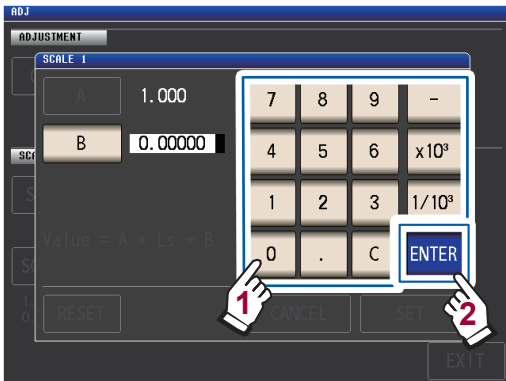 ADJ
ADJUSTMENT
SCALE 1
A 1.000
B 0.00000
7 8 9 -
4 5 6 x10³
1 2 3 1/10³
0 . C ENTER
Value = A * Ls + B
1 2
RESET CANCEL SET
EXIT